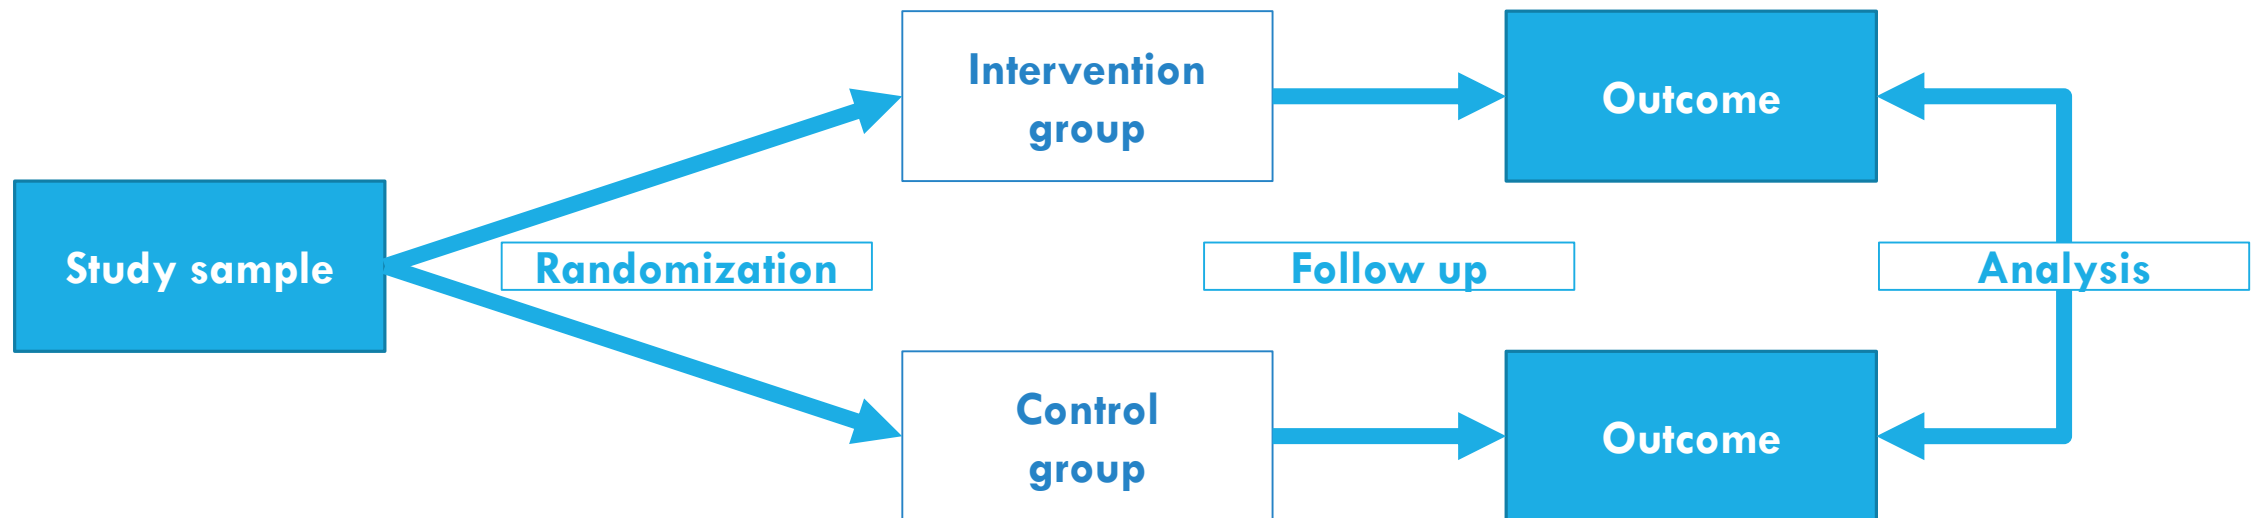 Intervention
group
Outcome
Study sample
Randomization
Follow up
Analysis
Control
group
Outcome